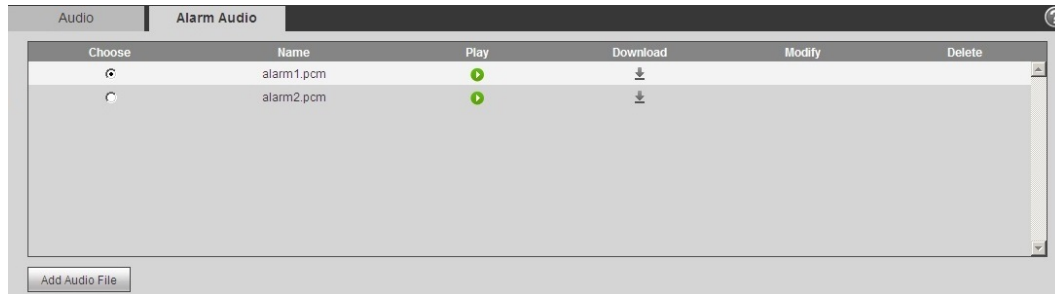 Audio Alarm Audio
Choose Name Play Download Modify Delete
alarm1.pcm
alarm2.pcm
Add Audio File